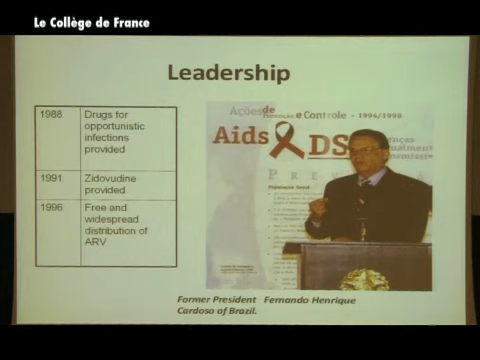 Le Collège de France
Leadership
1988 Drugs for
opportunistic
infections
provided
1991 Zidovudine
provided
1996 Free and
widespread
distribution of
ARV
Ações de
e Controle - 1994/1998
Aids DS
Former President Fernando Henrique
Cardoso of Brazil.